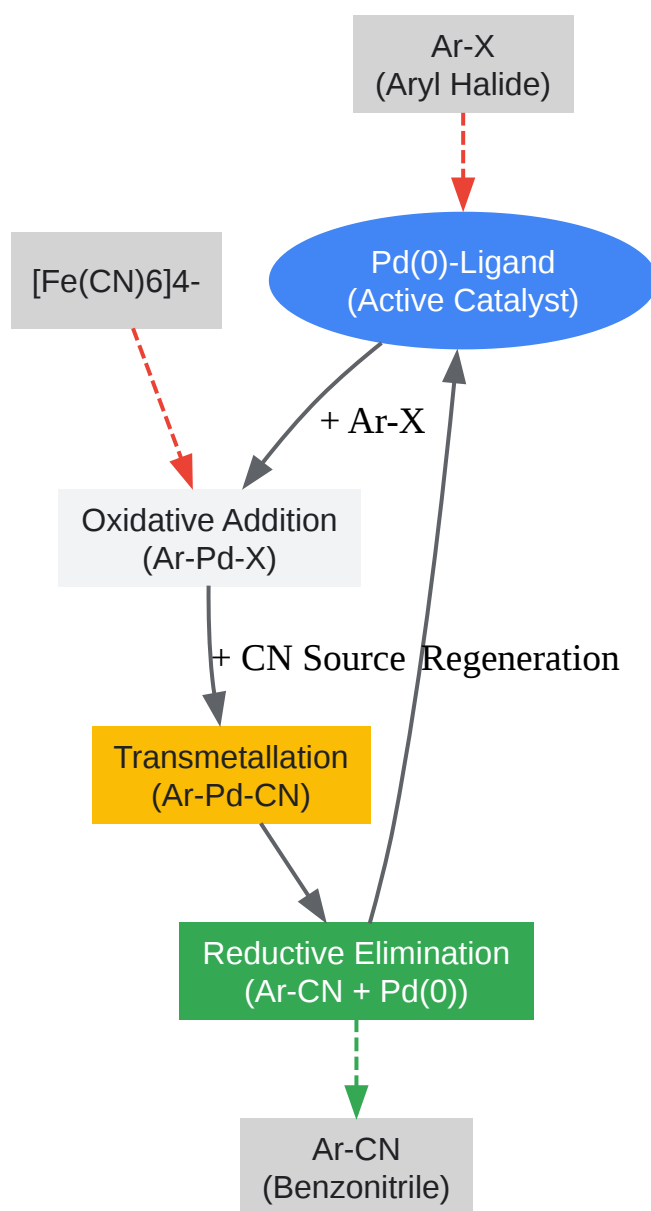 Ar-X
(Aryl Halide)
[Fe(CN)6]4-
Pd(0)-Ligand
(Active Catalyst)
+ Ar-X
Oxidative Addition
(Ar-Pd-X)
+ CN Source
Regeneration
Transmetallation
(Ar-Pd-CN)
Reductive Elimination
(Ar-CN + Pd(0))
Ar-CN
(Benzonitrile)